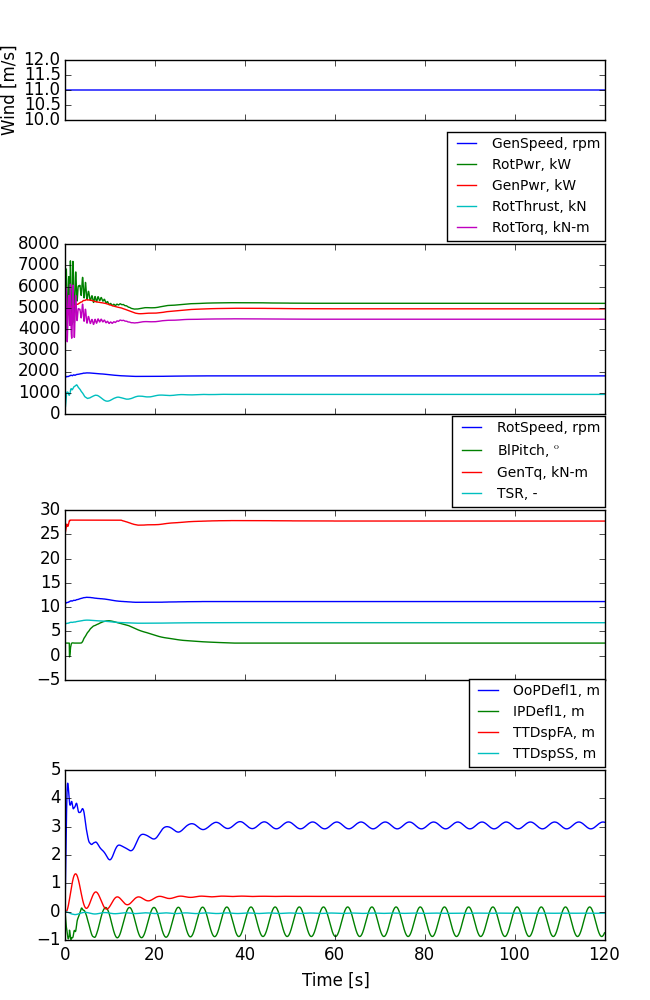 Wind [m/s]
12.0
11.5
11.0
10.5
10.0
GenSpeed, rpm
RotPwr, kW
GenPwr, kW
RotThrust, kN
RotTorq, kN-m
8000
7000
6000
5000
4000
3000
2000
1000
0
RotSpeed, rpm
BlPitch, °
GenTq, kN-m
TSR, -
30
25
20
15
10
5
0
−5
OoPDefl1, m
IPDefl1, m
TTDspFA, m
TTDspSS, m
5
4
3
2
1
0
−1
0 20 40 60 80 100 120
Time [s]